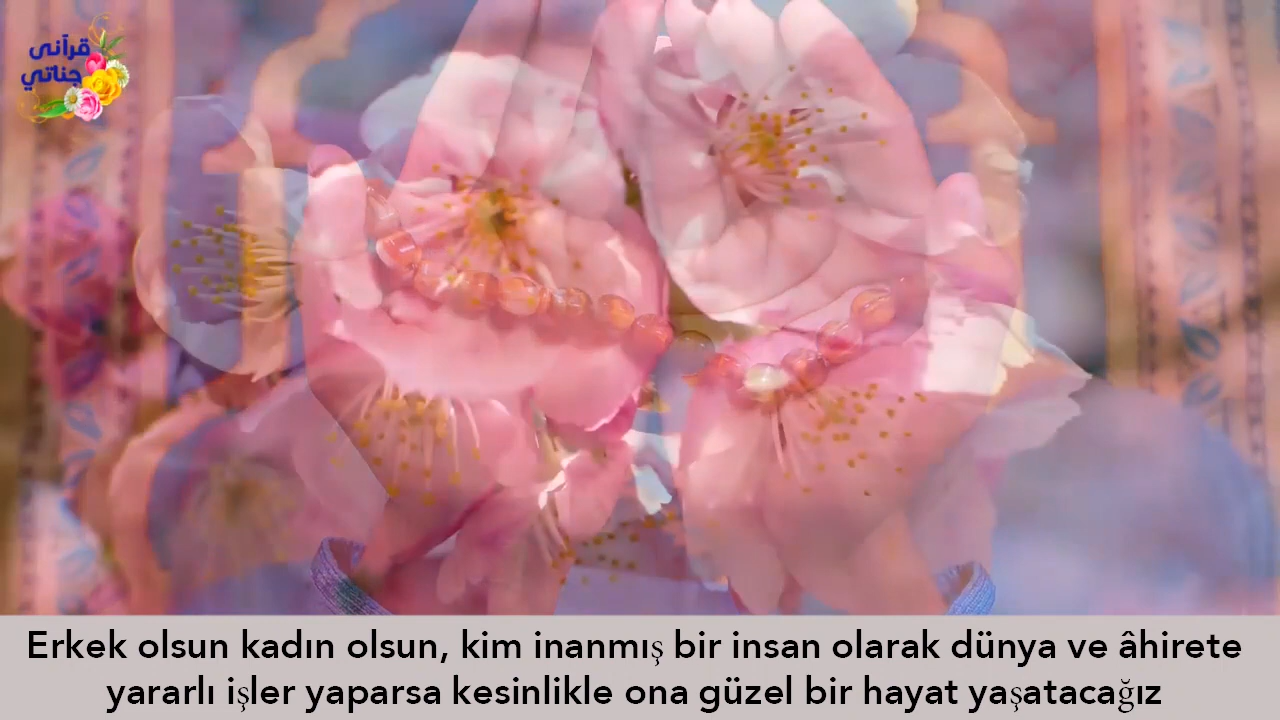 قرآنى
جناتي
Erkek olsun kadın olsun, kim inanmış bir insan olarak dünya ve âhirete
yararlı işler yaparsa kesinlikle ona güzel bir hayat yaşatacağız